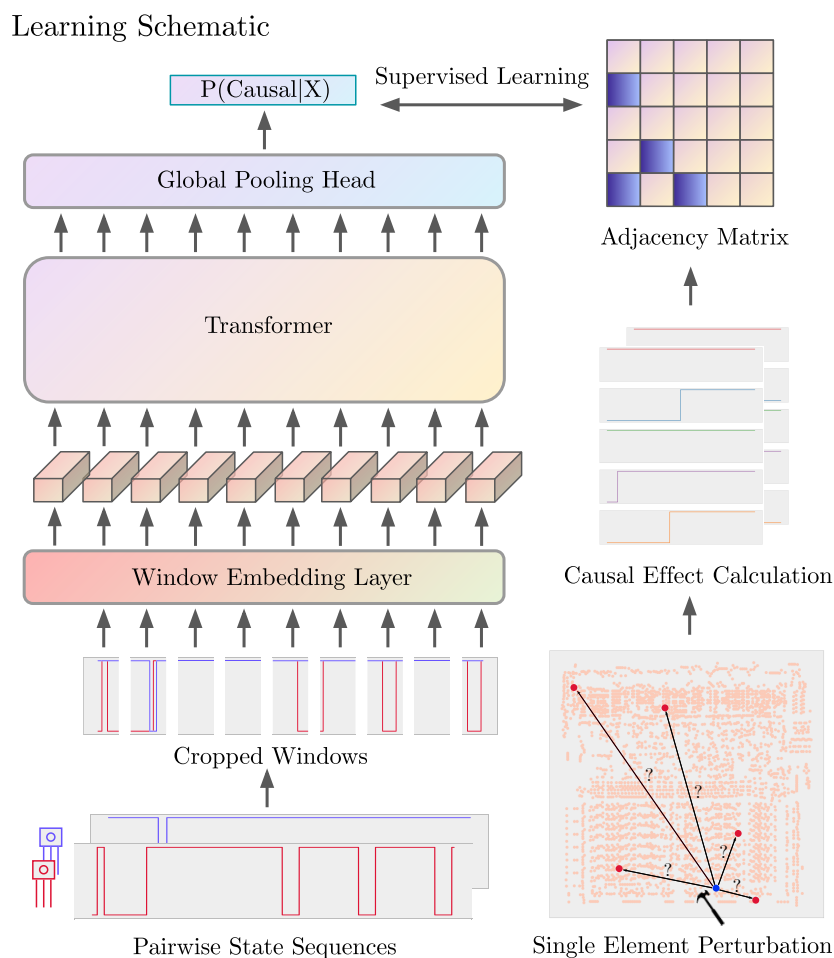 Learning Schematic
P(Causal|X)
Supervised Learning
Global Pooling Head
Adjacency Matrix
Transformer
Window Embedding Layer
Causal Effect Calculation
Cropped Windows
?
?
?
?
?
Pairwise State Sequences
Single Element Perturbation